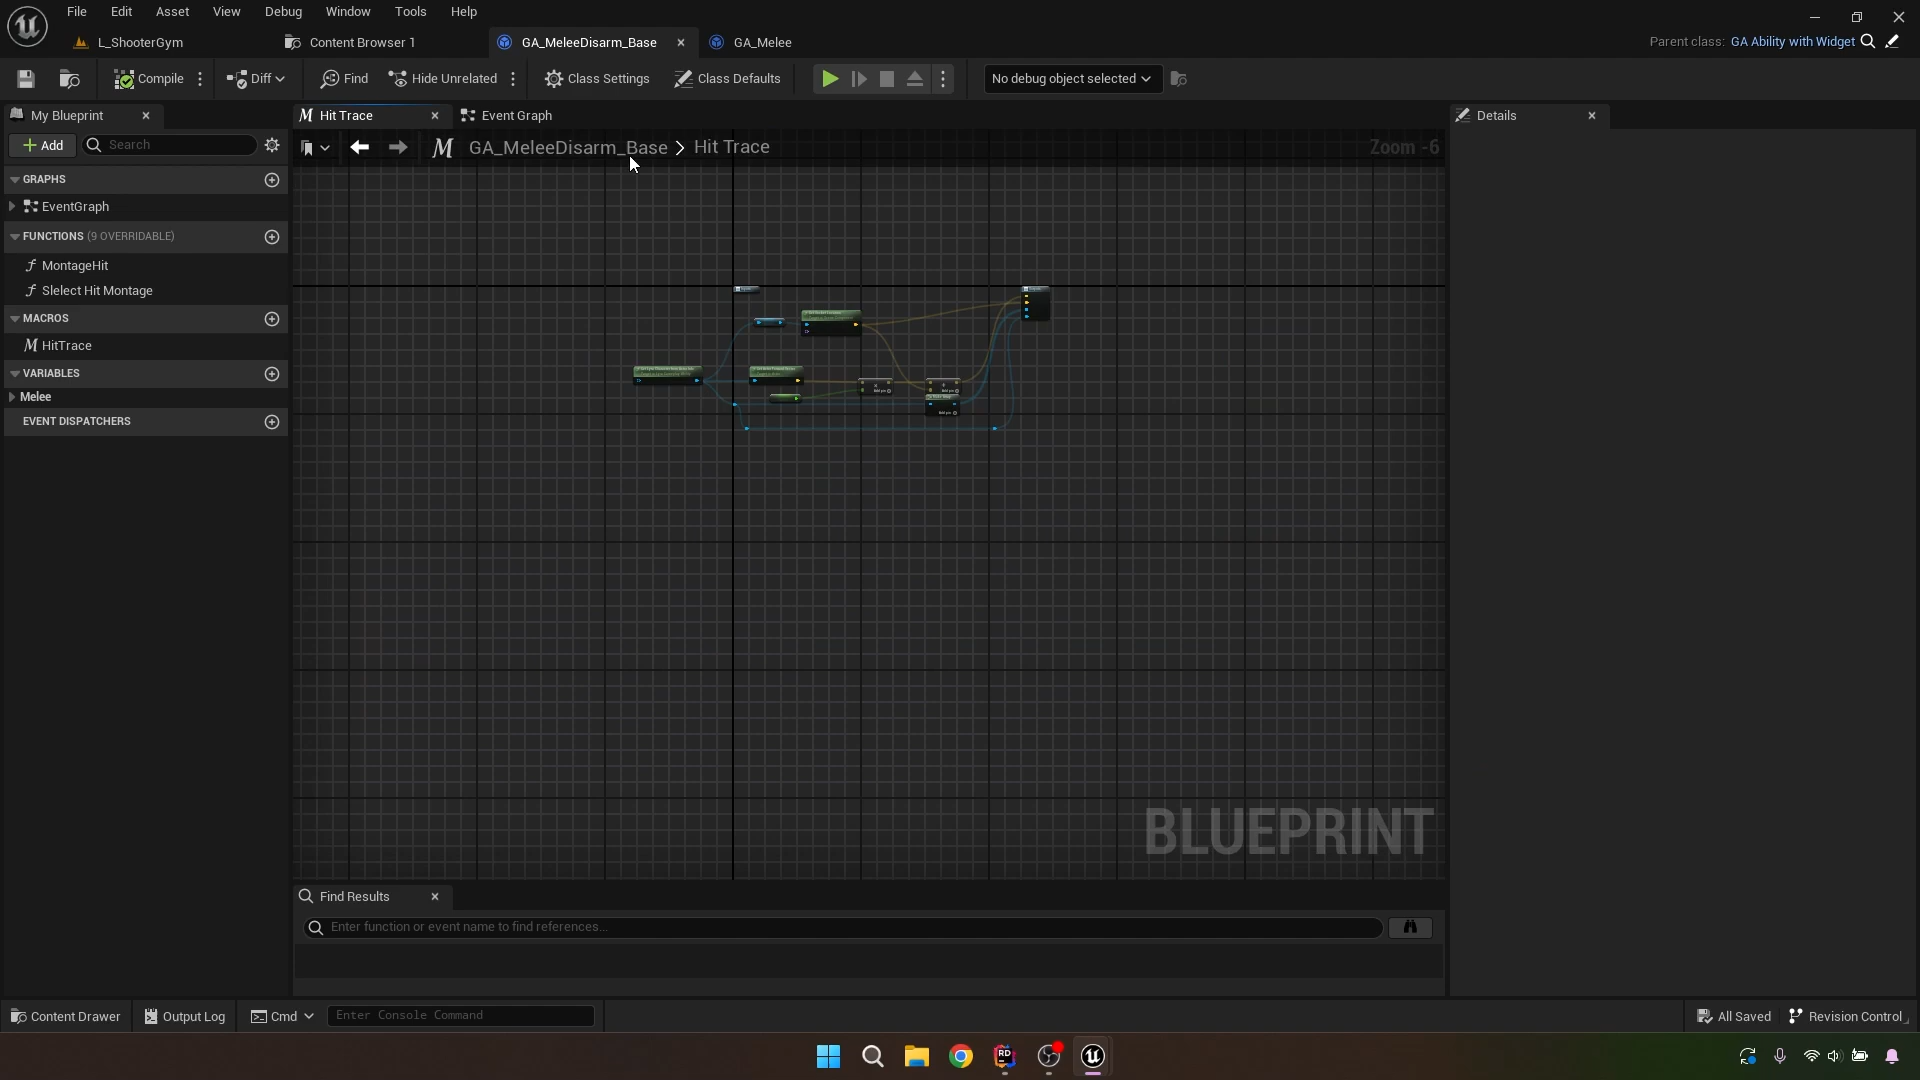 File Edit Asset View Debug Window Tools Help
L_ShooterGym Content Browser 1 GA_MeleeDisarm_Base GA_Melee Parent class: GA Ability with Widget
Compile Diff Find Hide Unrelated Class Settings Class Defaults No debug object selected
My Blueprint Hit Trace Event Graph Details
Add Search GA_MeleeDisarm_Base > Hit Trace Zoom -6
GRAPHS
EventGraph
FUNCTIONS (9 OVERRIDABLE)
MontageHit
Slelect Hit Montage
MACROS
HitTrace
VARIABLES
Melee
EVENT DISPATCHERS
BLUEPRINT
Find Results
Enter function or event name to find references...
Content Drawer Output Log Cmd Enter Console Command All Saved Revision Control